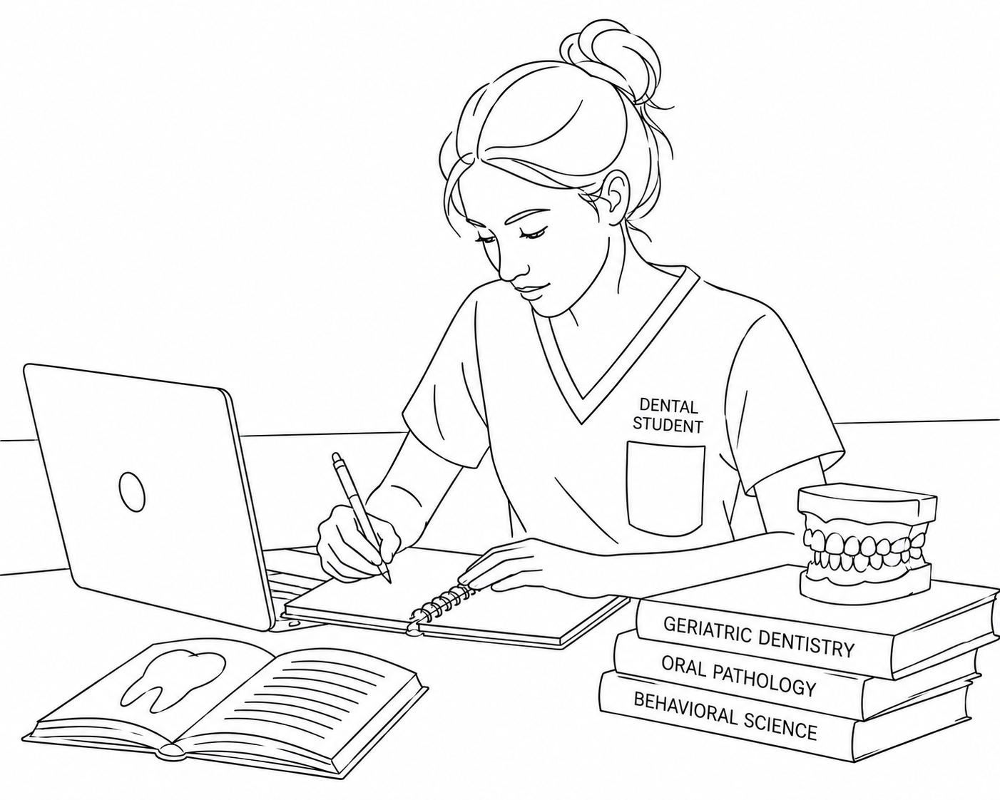 DENTAL
STUDENT
GERIATRIC DENTISTRY
ORAL PATHOLOGY
BEHAVIORAL SCIENCE